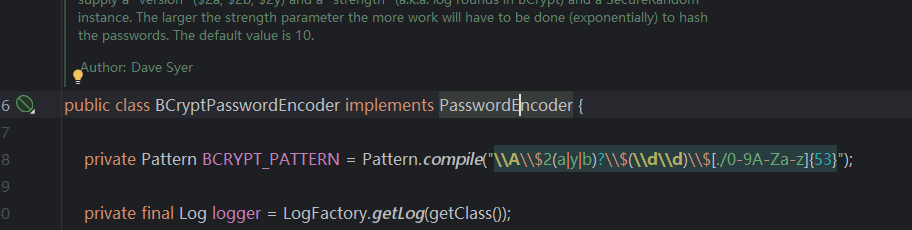 supply a "version" ($2a, $2b, $2y) and a "strength" (a.k.a. log rounds in BCrypt) and a SecureRandom
instance. The larger the strength parameter the more work will have to be done (exponentially) to hash
the passwords. The default value is 10.
Author: Dave Syer
6 public class BCryptPasswordEncoder implements PasswordEncoder {
7
8 private Pattern BCRYPT_PATTERN = Pattern.compile("\\A\\$2(a|y|b)?\\$(\\d\\d)\\$[./0-9A-Za-z]{53}");
9
0 private final Log logger = LogFactory.getLog(getClass());